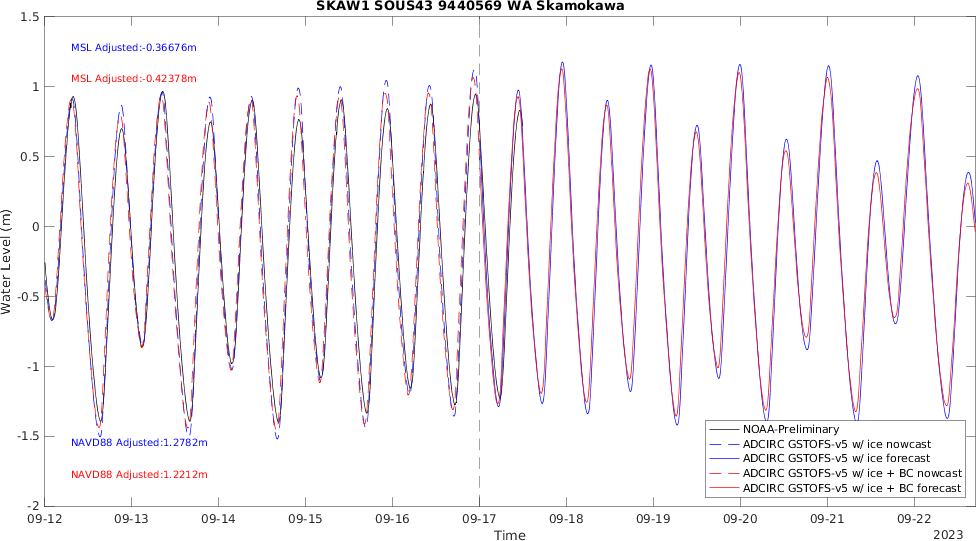 SKAW1 SOUS43 9440569 WA Skamokawa
1.5
1
0.5
0
-0.5
-1
-1.5
-2
Water Level (m)
MSL Adjusted:-0.36676m
MSL Adjusted:-0.42378m
NAVD88 Adjusted:1.2782m
NAVD88 Adjusted:1.2212m
NOAA-Preliminary
ADCIRC GSTOFS-v5 w/ ice nowcast
ADCIRC GSTOFS-v5 w/ ice forecast
ADCIRC GSTOFS-v5 w/ ice + BC nowcast
ADCIRC GSTOFS-v5 w/ ice + BC forecast
09-12 09-13 09-14 09-15 09-16 09-17 09-18 09-19 09-20 09-21 09-22
Time
2023